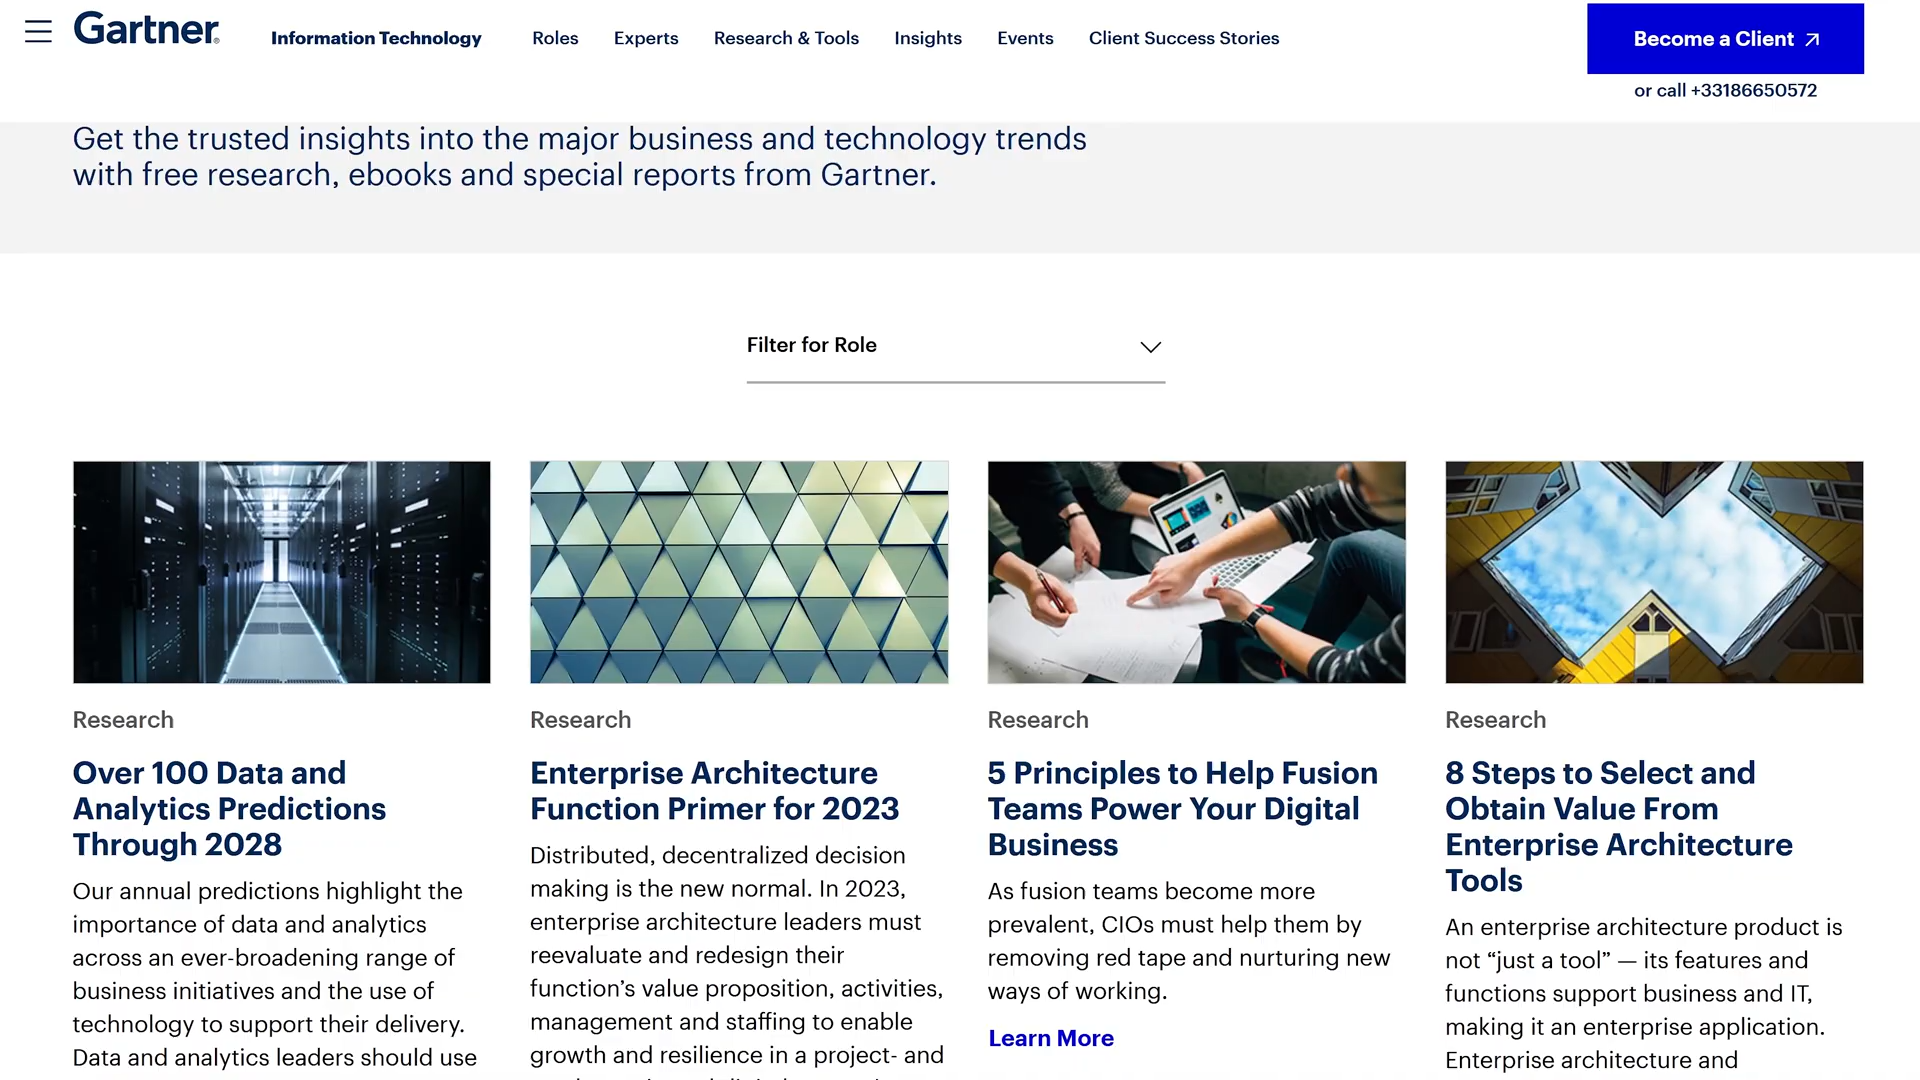 Gartner®
Information Technology
Roles
Experts
Research & Tools
Insights
Events
Client Success Stories
Become a Client
or call +33186650572
Get the trusted insights into the major business and technology trends
with free research, ebooks and special reports from Gartner.
Filter for Role
Research
Over 100 Data and
Analytics Predictions
Through 2028
Our annual predictions highlight the
importance of data and analytics
across an ever-broadening range of
business initiatives and the use of
technology to support their delivery.
Data and analytics leaders should use
Research
Enterprise Architecture
Function Primer for 2023
Distributed, decentralized decision
making is the new normal. In 2023,
enterprise architecture leaders must
reevaluate and redesign their
function’s value proposition, activities,
management and staffing to enable
growth and resilience in a project- and
Research
5 Principles to Help Fusion
Teams Power Your Digital
Business
As fusion teams become more
prevalent, CIOs must help them by
removing red tape and nurturing new
ways of working.
Learn More
Research
8 Steps to Select and
Obtain Value From
Enterprise Architecture
Tools
An enterprise architecture product is
not “just a tool” — its features and
functions support business and IT,
making it an enterprise application.
Enterprise architecture and